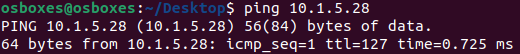 osboxes@osboxes:~/Desktop$ ping 10.1.5.28
PING 10.1.5.28 (10.1.5.28) 56(84) bytes of data.
64 bytes from 10.1.5.28: icmp_seq=1 ttl=127 time=0.725 ms